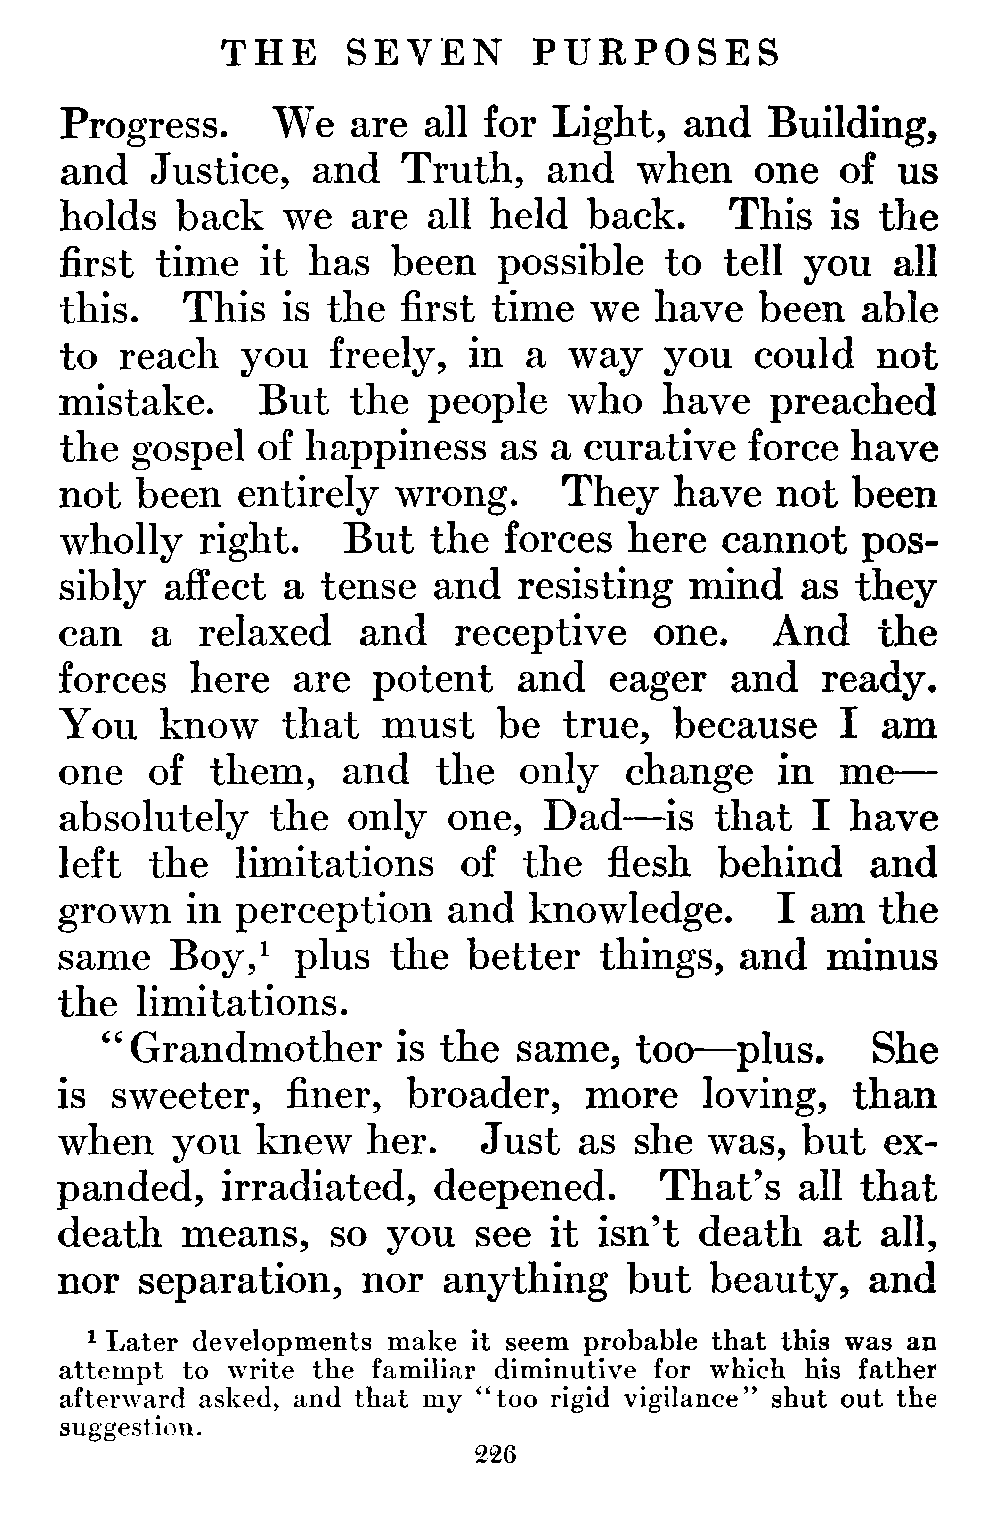 THE SEVEN PURPOSES
Progress. We are all for Light, and Building,
and Justice, and Truth, and when one of us
holds back we are all held back. This is the
first time it has been possible to tell you all
this. This is the first time we have been able
to reach you freely, in a way you could not
mistake. But the people who have preached
the gospel of happiness as a curative force have
not been entirely wrong. They have not been
wholly right. But the forces here cannot pos-
sibly affect a tense and resisting mind as they
can a relaxed and receptive one. And the
forces here are potent and eager and ready.
You know that must be true, because I am
one of them, and the only change in me—
absolutely the only one, Dad—is that I have
left the limitations of the flesh behind and
grown in perception and knowledge. I am the
same Boy,¹ plus the better things, and minus
the limitations.
“Grandmother is the same, too—plus. She
is sweeter, finer, broader, more loving, than
when you knew her. Just as she was, but ex-
panded, irradiated, deepened. That’s all that
death means, so you see it isn’t death at all,
nor separation, nor anything but beauty, and
¹ Later developments make it seem probable that this was an
attempt to write the familiar diminutive for which his father
afterward asked, and that my “too rigid vigilance” shut out the
suggestion.
226